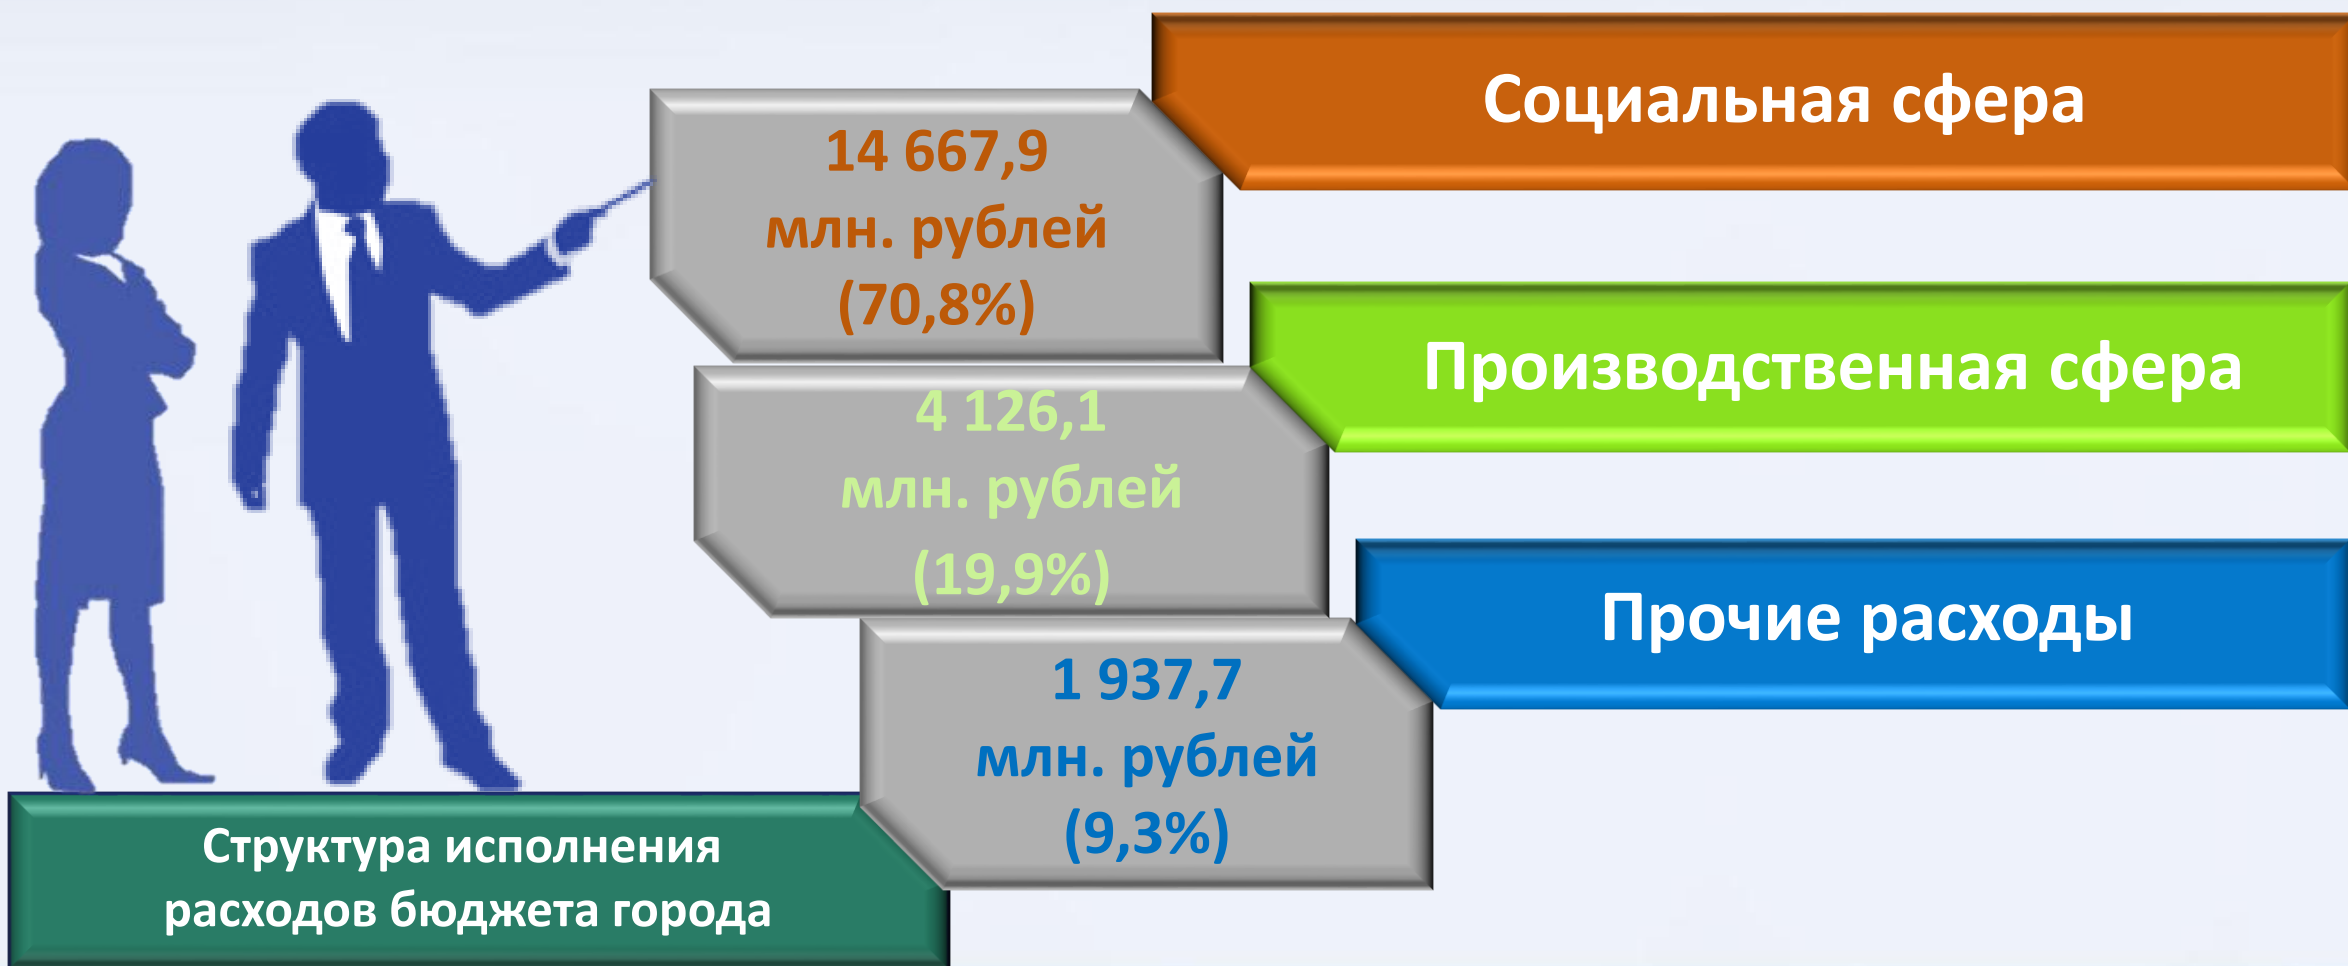 Социальная сфера
14 667,9
млн. рублей
(70,8%)
Производственная сфера
4 126,1
млн. рублей
(19,9%)
Прочие расходы
1 937,7
млн. рублей
(9,3%)
Структура исполнения
расходов бюджета города